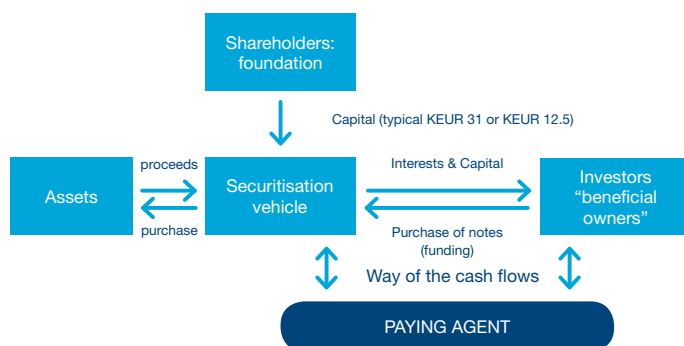 Shareholders:
foundation
Capital (typical KEUR 31 or KEUR 12.5)
Assets
proceeds
purchase
Securitisation
vehicle
Interests & Capital
Purchase of notes
(funding)
Investors
“beneficial
owners”
Way of the cash flows
PAYING AGENT